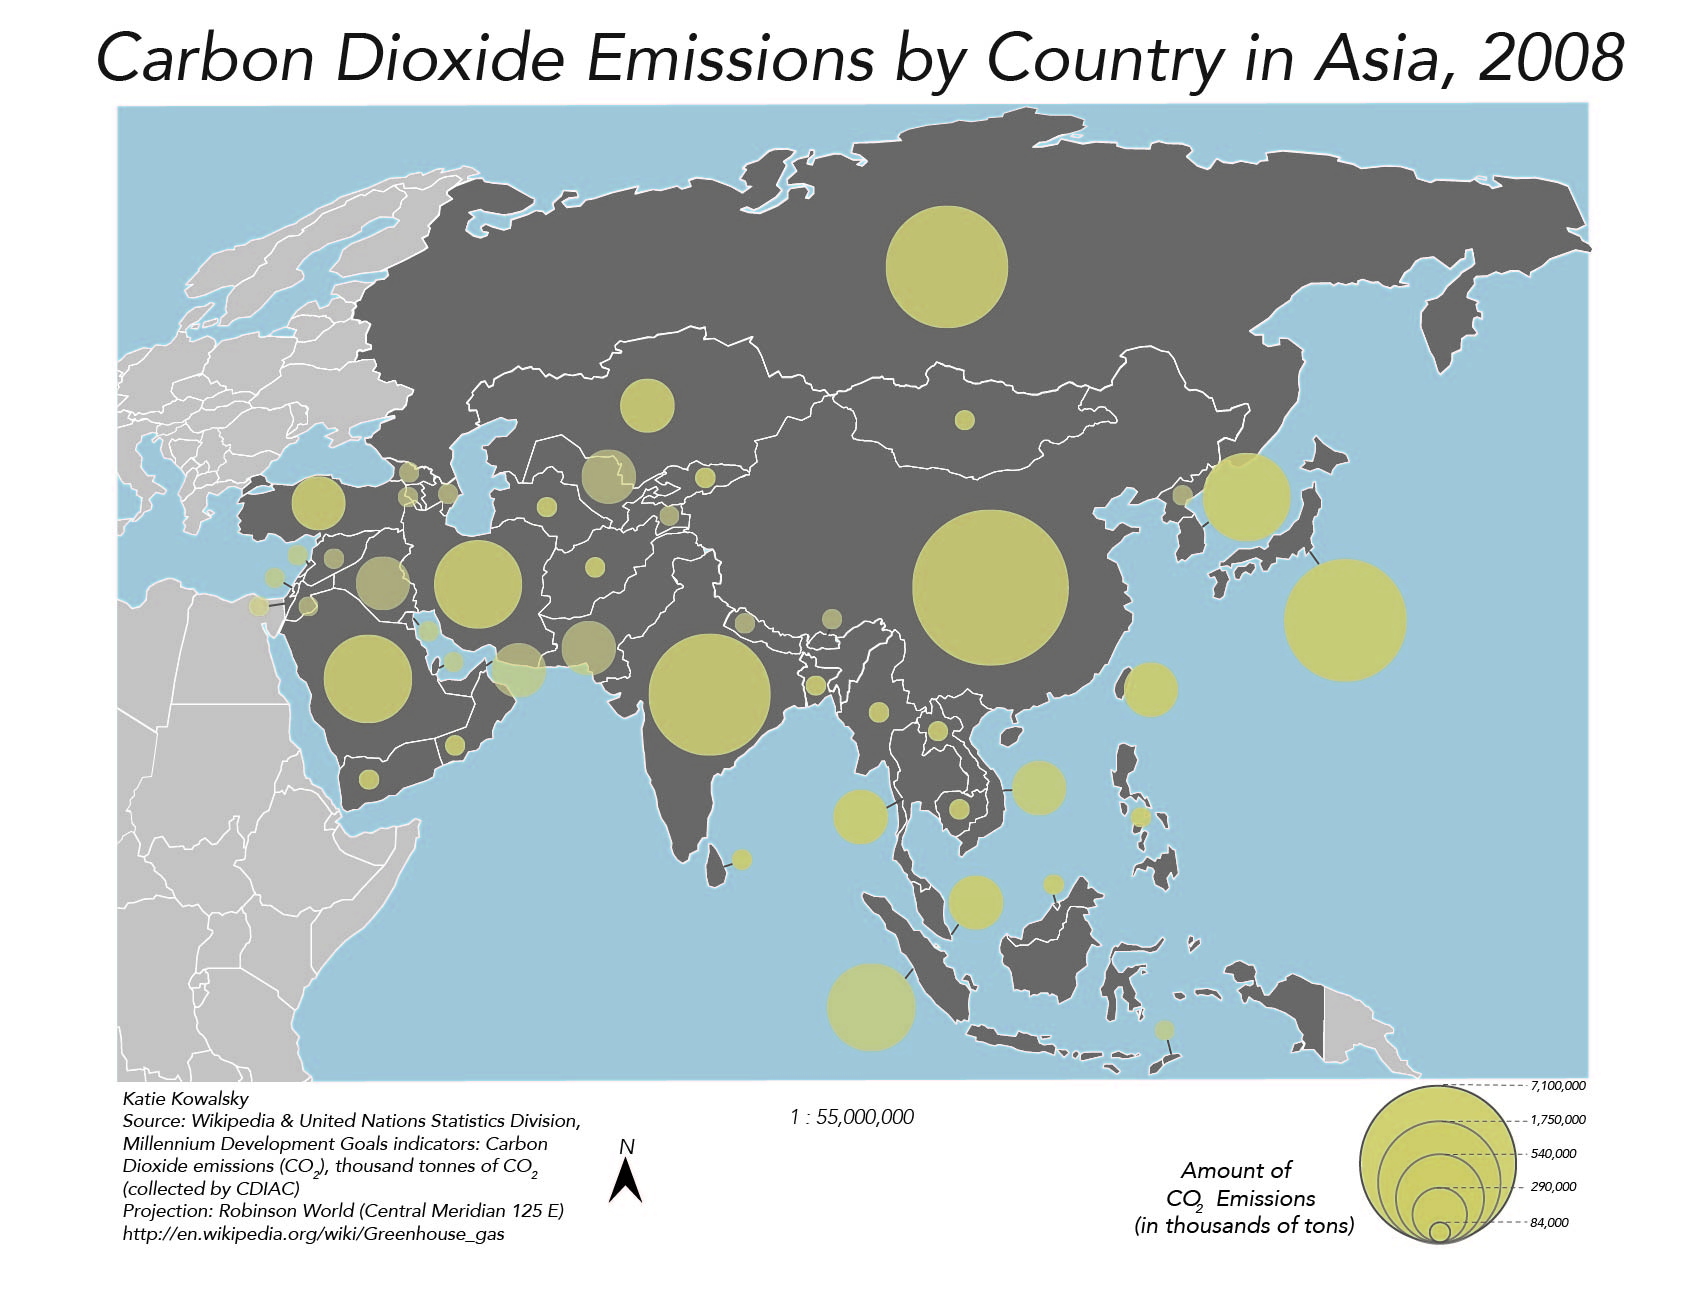 Carbon Dioxide Emissions by Country in Asia, 2008
Katie Kowalsky
Source: Wikipedia & United Nations Statistics Division,
Millennium Development Goals indicators: Carbon
Dioxide emissions (CO2), thousand tonnes of CO2
(collected by CDIAC)
Projection: Robinson World (Central Meridian 125 E)
http://en.wikipedia.org/wiki/Greenhouse_gas
N
1 : 55,000,000
Amount of
CO2 Emissions
(in thousands of tons)
7,100,000
1,750,000
540,000
290,000
84,000